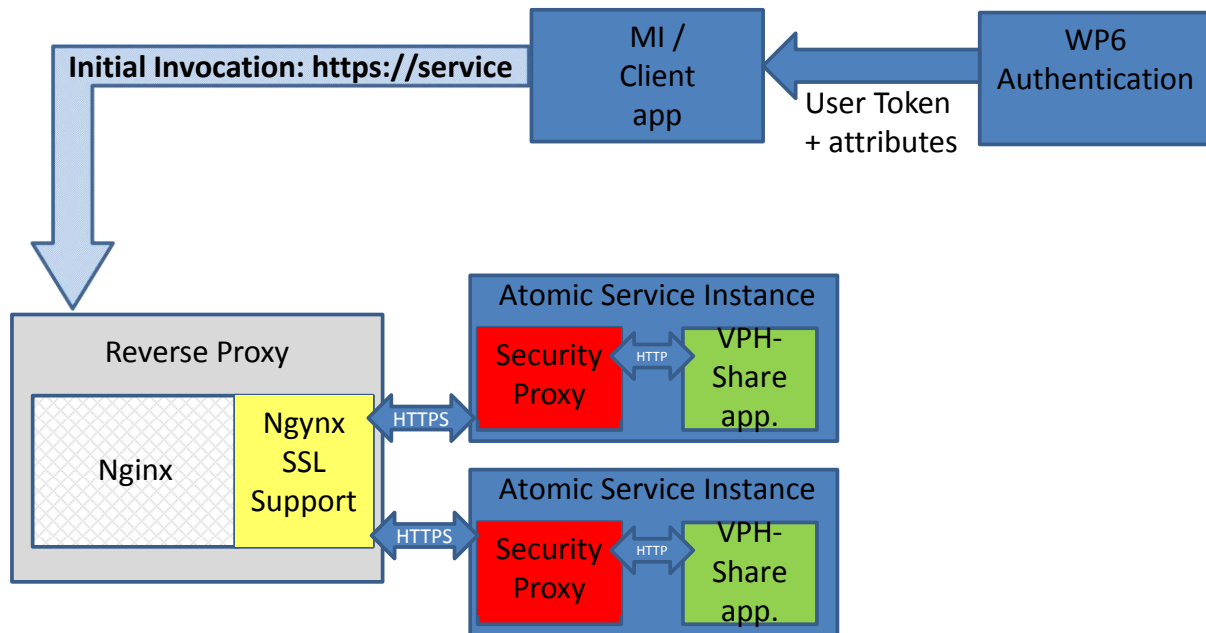 MI /
Client
app
WP6
Authentication
Initial Invocation: https://service
User Token
+ attributes
Reverse Proxy
Nginx
Ngynx
SSL
Support
HTTPS
HTTPS
Atomic Service Instance
Security
Proxy
HTTP
VPH-
Share
app.
Atomic Service Instance
Security
Proxy
HTTP
VPH-
Share
app.